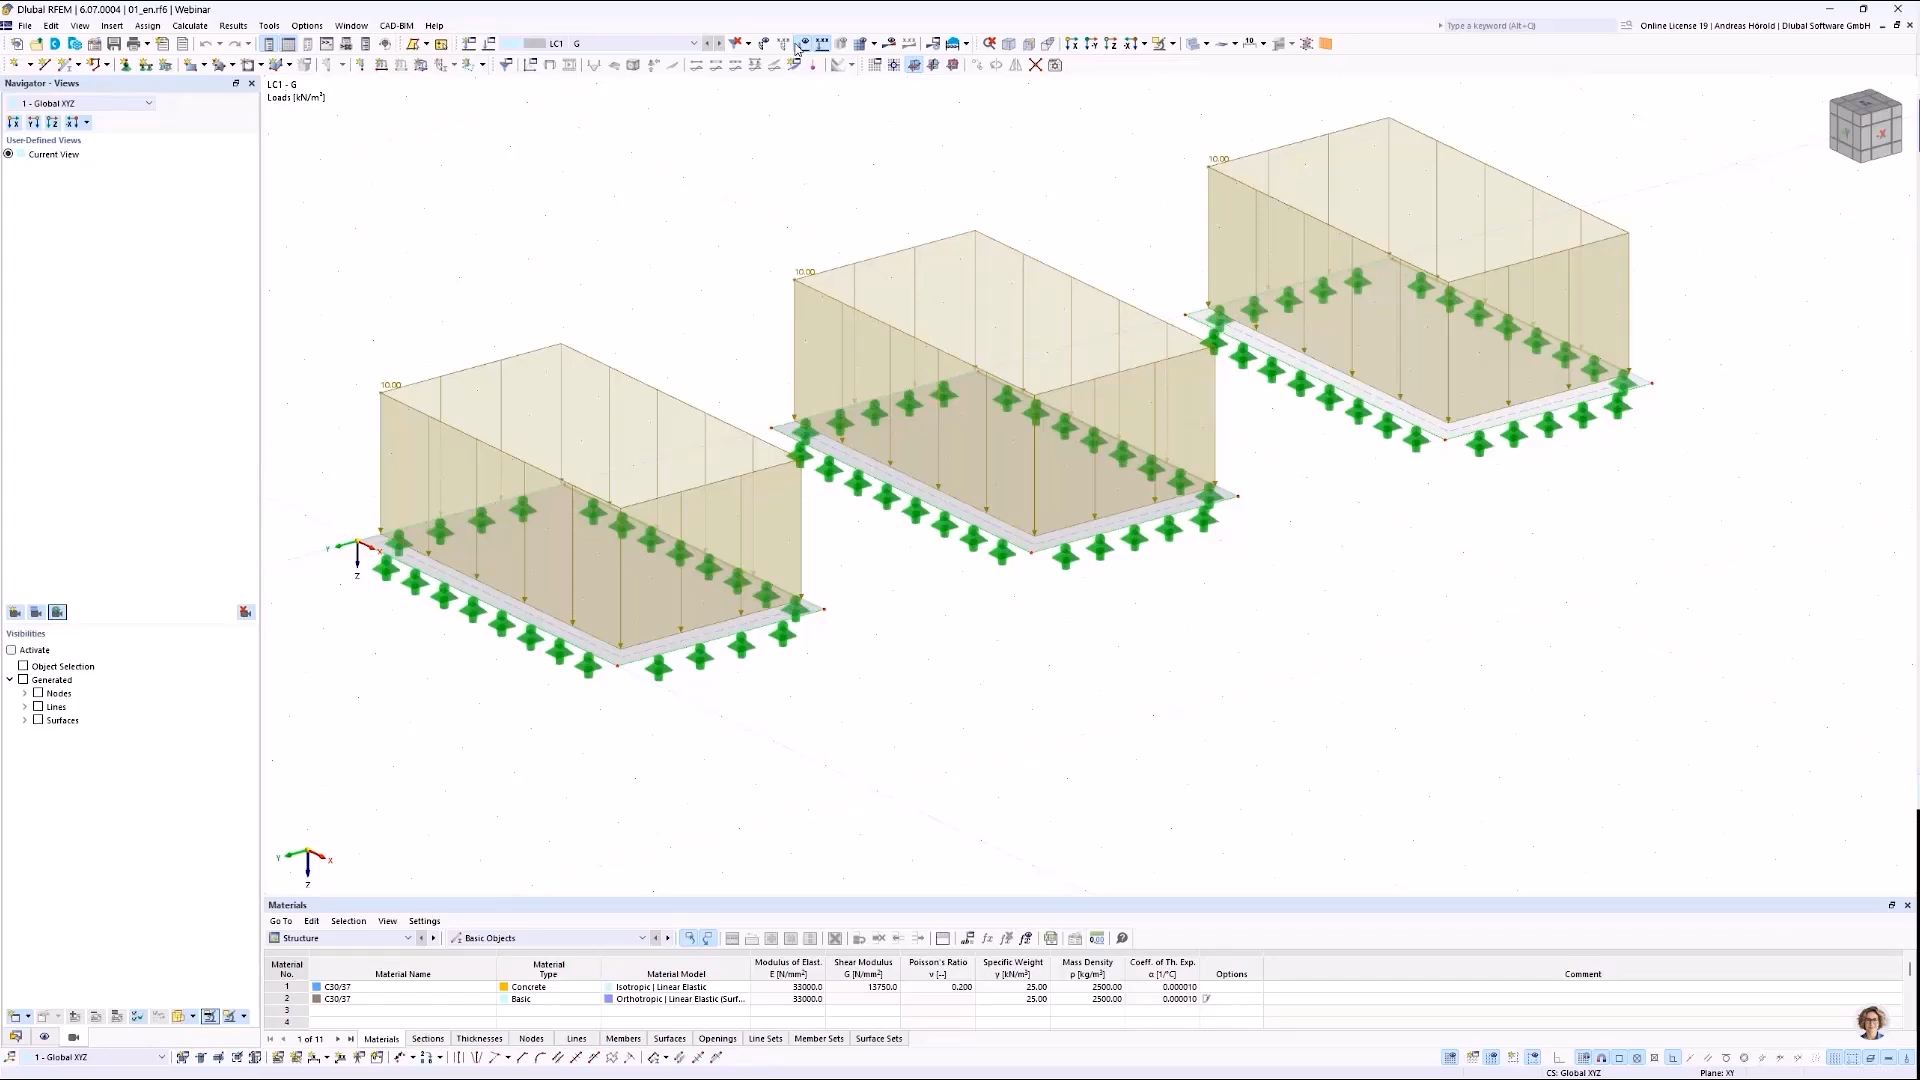 Dlubal RFEM | 6.07.0004 | 01_en.rf6 | Webinar
File Edit View Insert Assign Calculate Results Tools Options Window CAD-BIM Help
Type a keyword (Alt+Q)
Online License 19 | Andreas Hörold | Dlubal Software GmbH
LC1 G
Navigator - Views
1 - Global XYZ
User-Defined Views
Current View
LC1 - G
Loads [kN/m²]
10.00
10.00
10.00
-Y
-X
Y
X
Z
Visibilities
Activate
Object Selection
Generated
Nodes
Lines
Surfaces
Y
X
Z
Materials
Go To Edit Selection View Settings
Structure Basic Objects
Material No. Material Name Material Type Material Model Modulus of Elast. E [N/mm²] Shear Modulus G [N/mm²] Poisson's Ratio ν [--] Specific Weight γ [kN/m³] Mass Density ρ [kg/m³] Coeff. of Th. Exp. α [1/°C] Options Comment
1 C30/37 Concrete Isotropic | Linear Elastic 33000.0 13750.0 0.200 25.00 2500.00 0.000010
2 C30/37 Basic Orthotropic | Linear Elastic (Surf... 33000.0 25.00 2500.00 0.000010
3
4
1 of 11 Materials Sections Thicknesses Nodes Lines Members Surfaces Openings Line Sets Member Sets Surface Sets
1 - Global XYZ
CS: Global XYZ Plane: XY